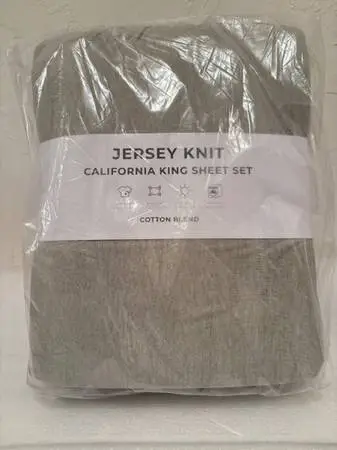 JERSEY KNIT
CALIFORNIA KING SHEET SET
COTTON BLEND